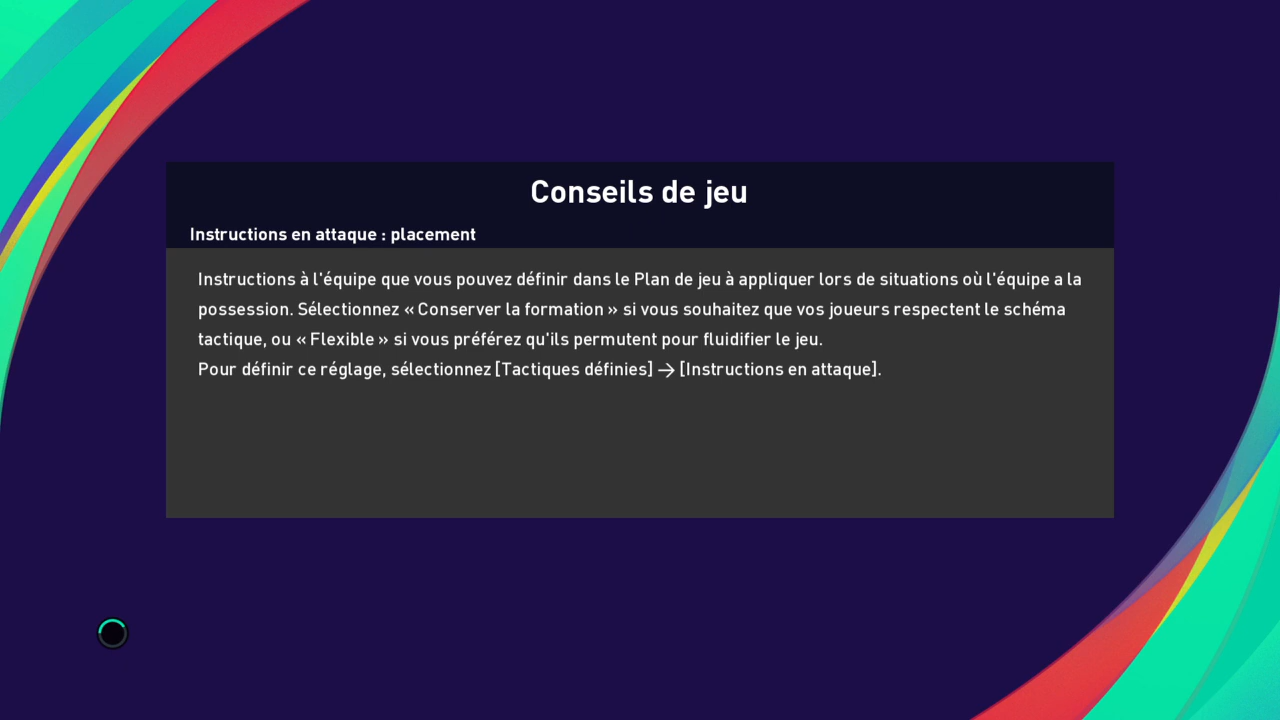 Conseils de jeu
Instructions en attaque : placement
Instructions à l'équipe que vous pouvez définir dans le Plan de jeu à appliquer lors de situations où l'équipe a la
possession. Sélectionnez « Conserver la formation » si vous souhaitez que vos joueurs respectent le schéma
tactique, ou « Flexible » si vous préférez qu'ils permutent pour fluidifier le jeu.
Pour définir ce réglage, sélectionnez [Tactiques définies] → [Instructions en attaque].